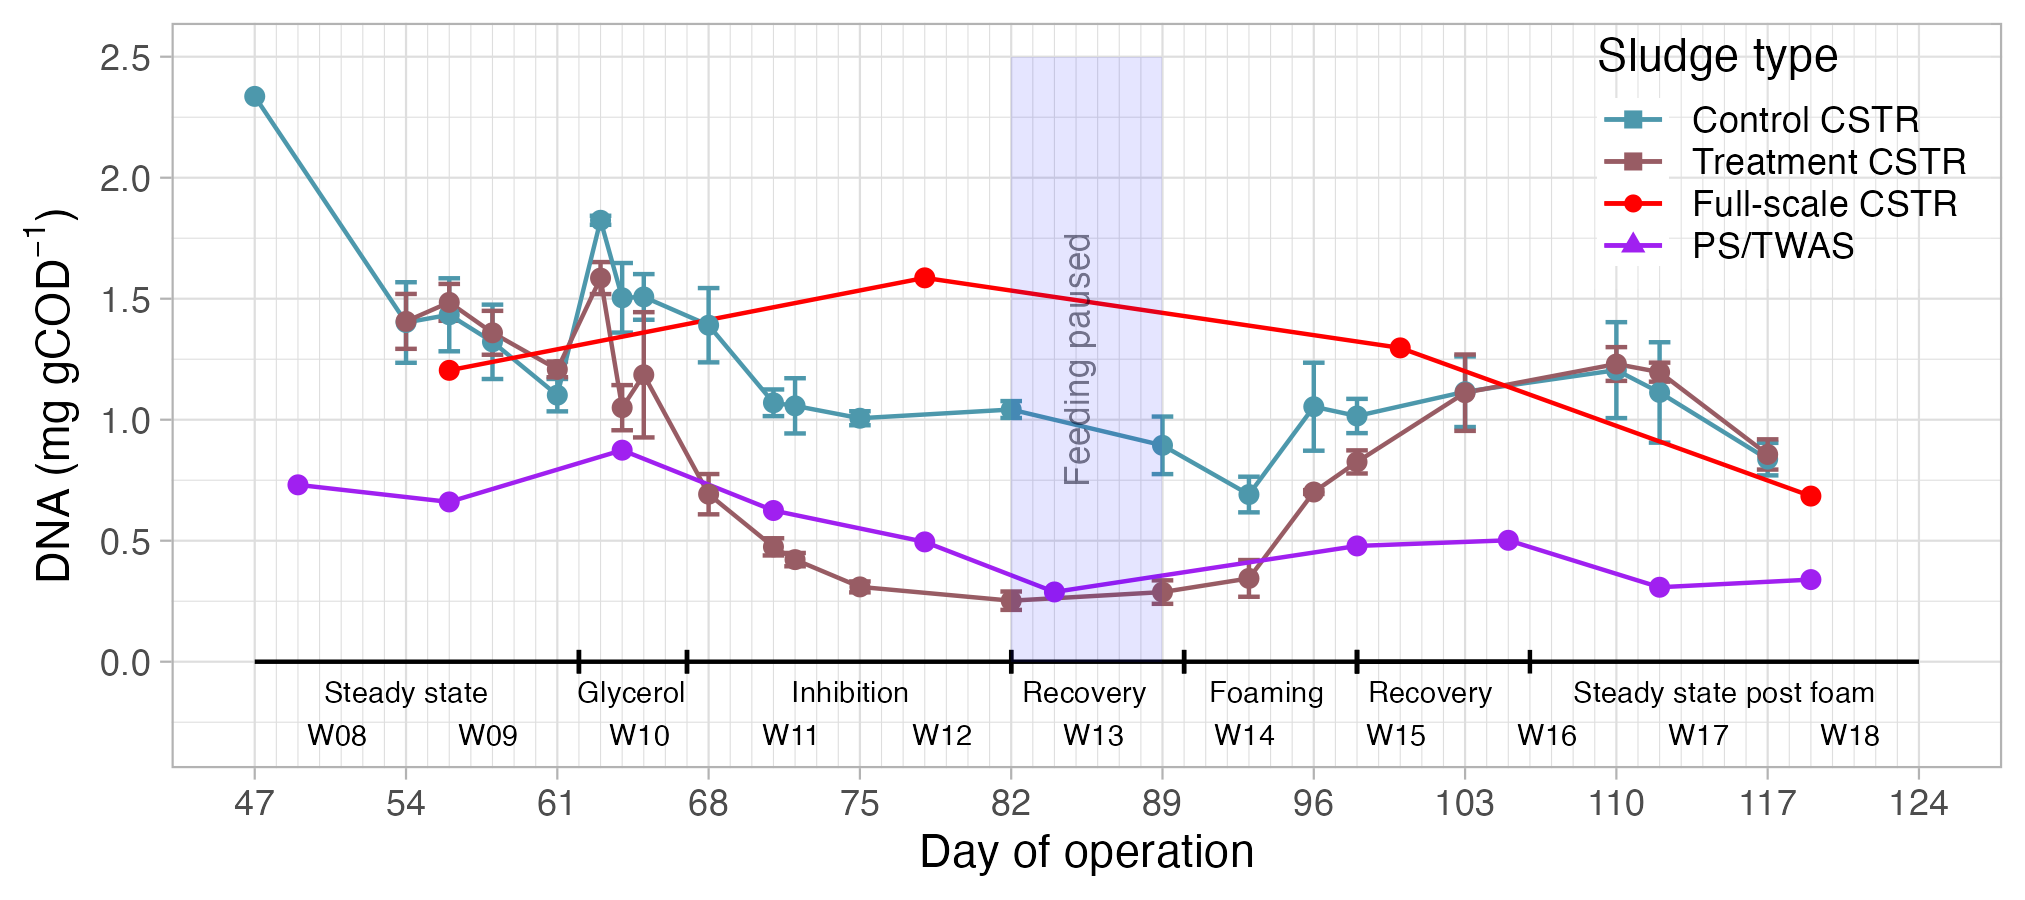 DNA (mg gCOD⁻¹)
2.5
2.0
1.5
1.0
0.5
0.0
Sludge type
Control CSTR
Treatment CSTR
Full-scale CSTR
PS/TWAS
Feeding paused
Steady state Glycerol Inhibition Recovery Foaming Recovery Steady state post foam
W08 W09 W10 W11 W12 W13 W14 W15 W16 W17 W18
47 54 61 68 75 82 89 96 103 110 117 124
Day of operation